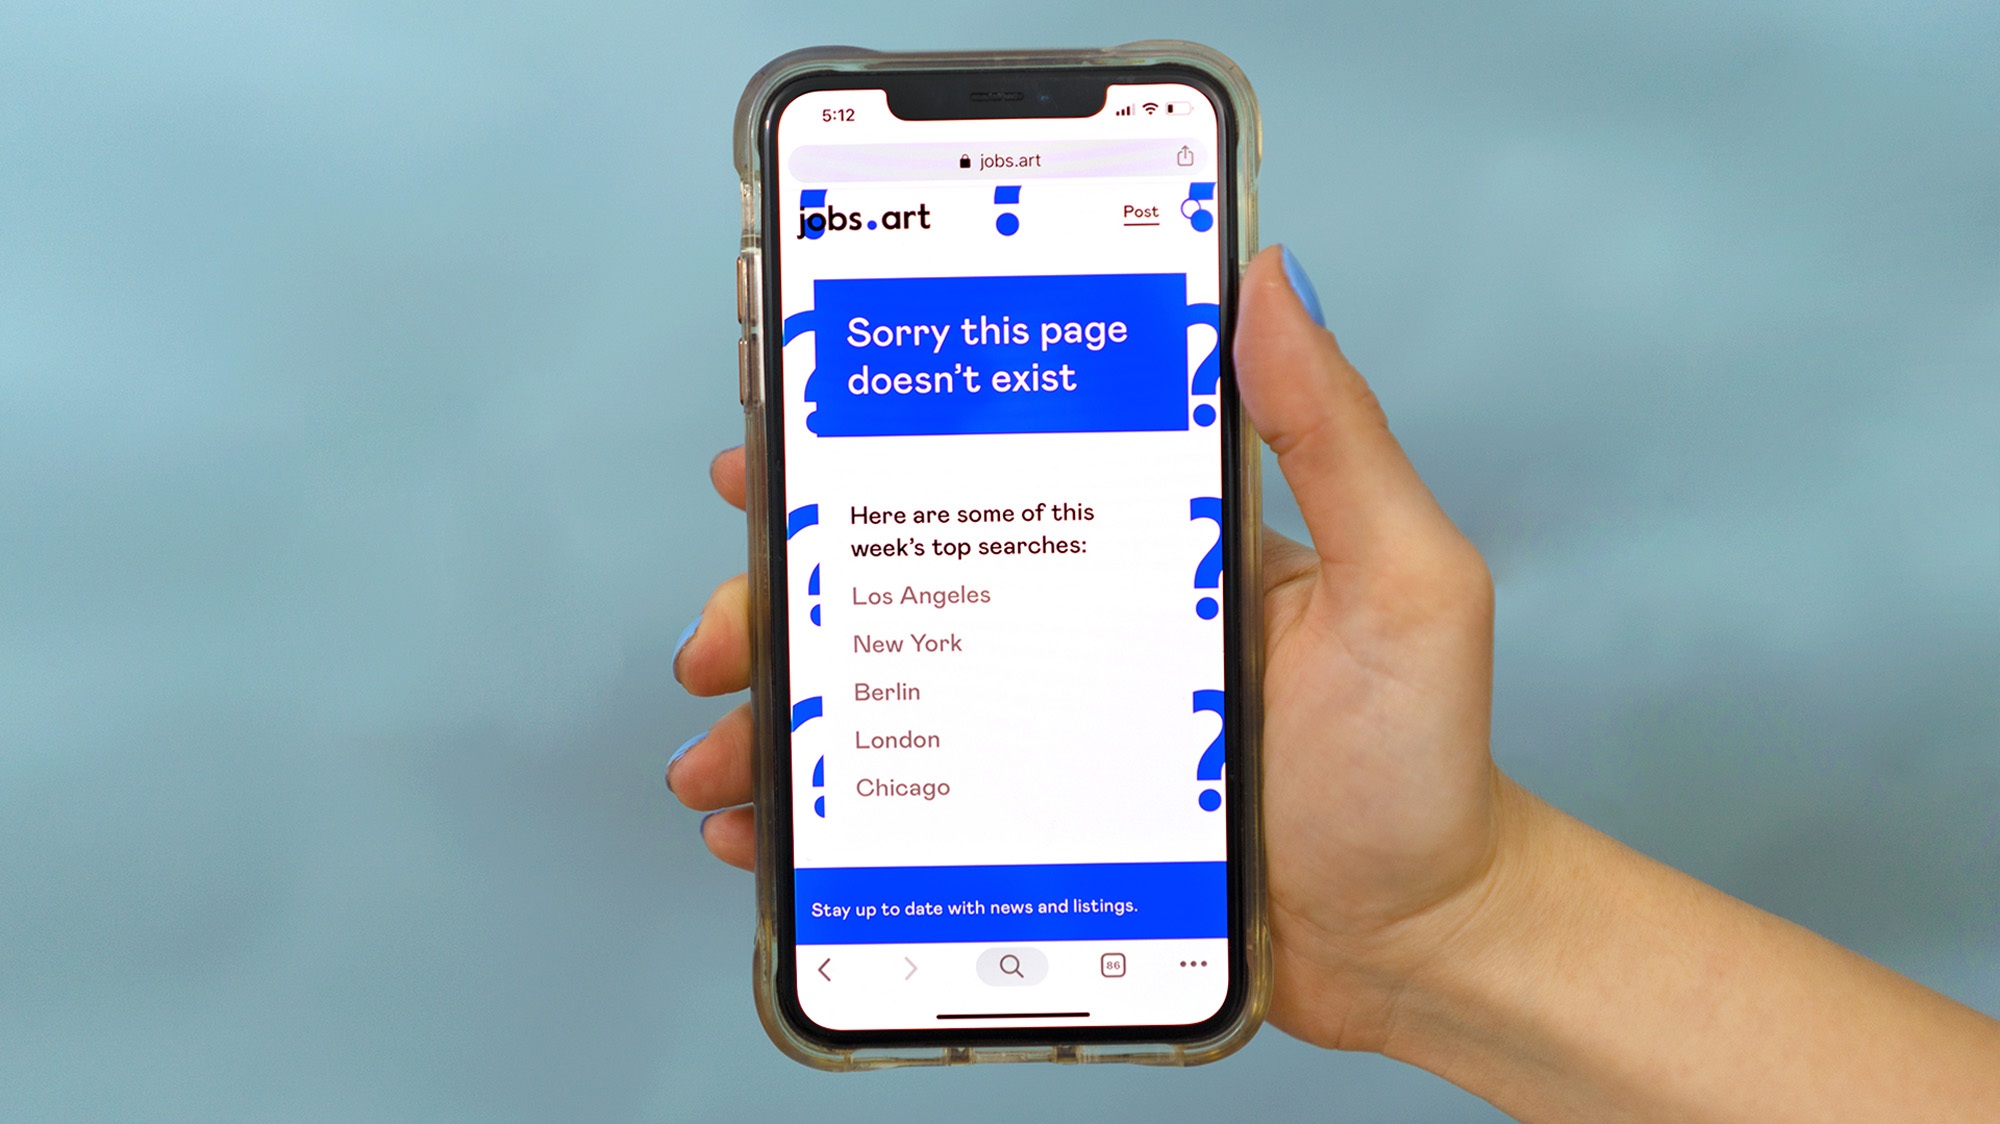 5:12
jobs.art
jobs.art
Post
?
?
?
Sorry this page
doesn't exist
Here are some of this
week's top searches:
Los Angeles
New York
Berlin
London
Chicago
Stay up to date with news and listings.
86